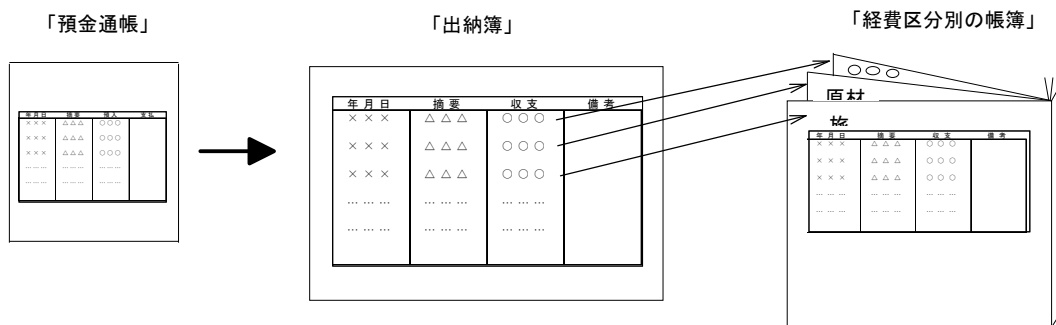 「預金通帳」
年月日 摘要 預入 支払
××× △△△ ○○○
××× △△△ ○○○
××× △△△ ○○○
……… ……… ………
……… ……… ………
「出納簿」
年月日 摘要 収支 備考
××× △△△ ○○○
××× △△△ ○○○
××× △△△ ○○○
……… ……… ………
……… ……… ………
「経費区分別の帳簿」
○○○
原材
施
年月日 摘要 収支 備考
××× △△△ ○○○
××× △△△ ○○○
××× △△△ ○○○
……… ……… ………
……… ……… ………